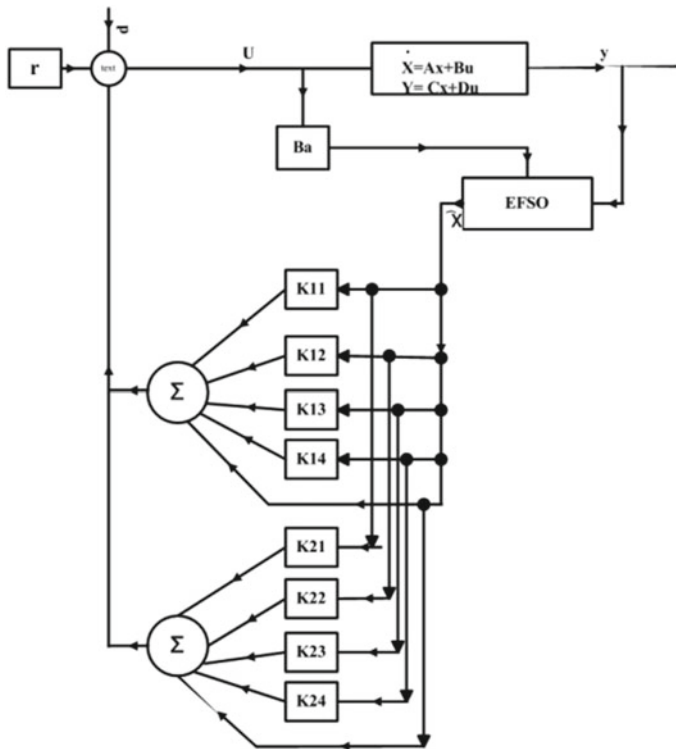 d
r
text
U
Ẋ=Ax+Bu
Y= Cx+Du
y
Ba
EFSO
X̃
K11
K12
Σ
K13
K14
K21
K22
Σ
K23
K24